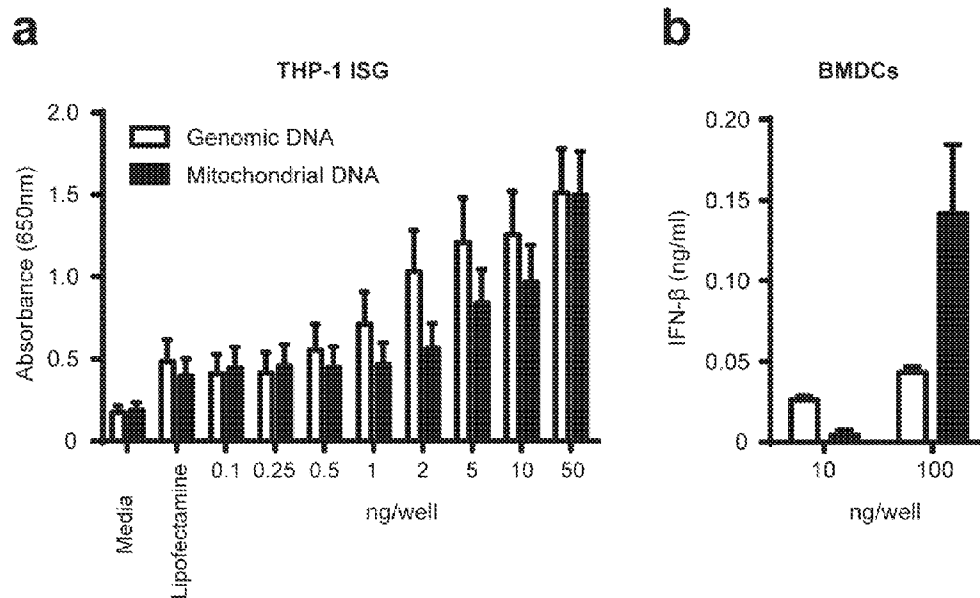 a
THP-1 ISG
Absorbance (650nm)
2.0
1.5
1.0
0.5
0
Genomic DNA
Mitochondrial DNA
Media
Lipofectamine
0.1 0.25 0.5 1 2 5 10 50
ng/well
b
BMDCs
IFN-β (ng/ml)
0.20
0.15
0.10
0.05
0
10 100
ng/well